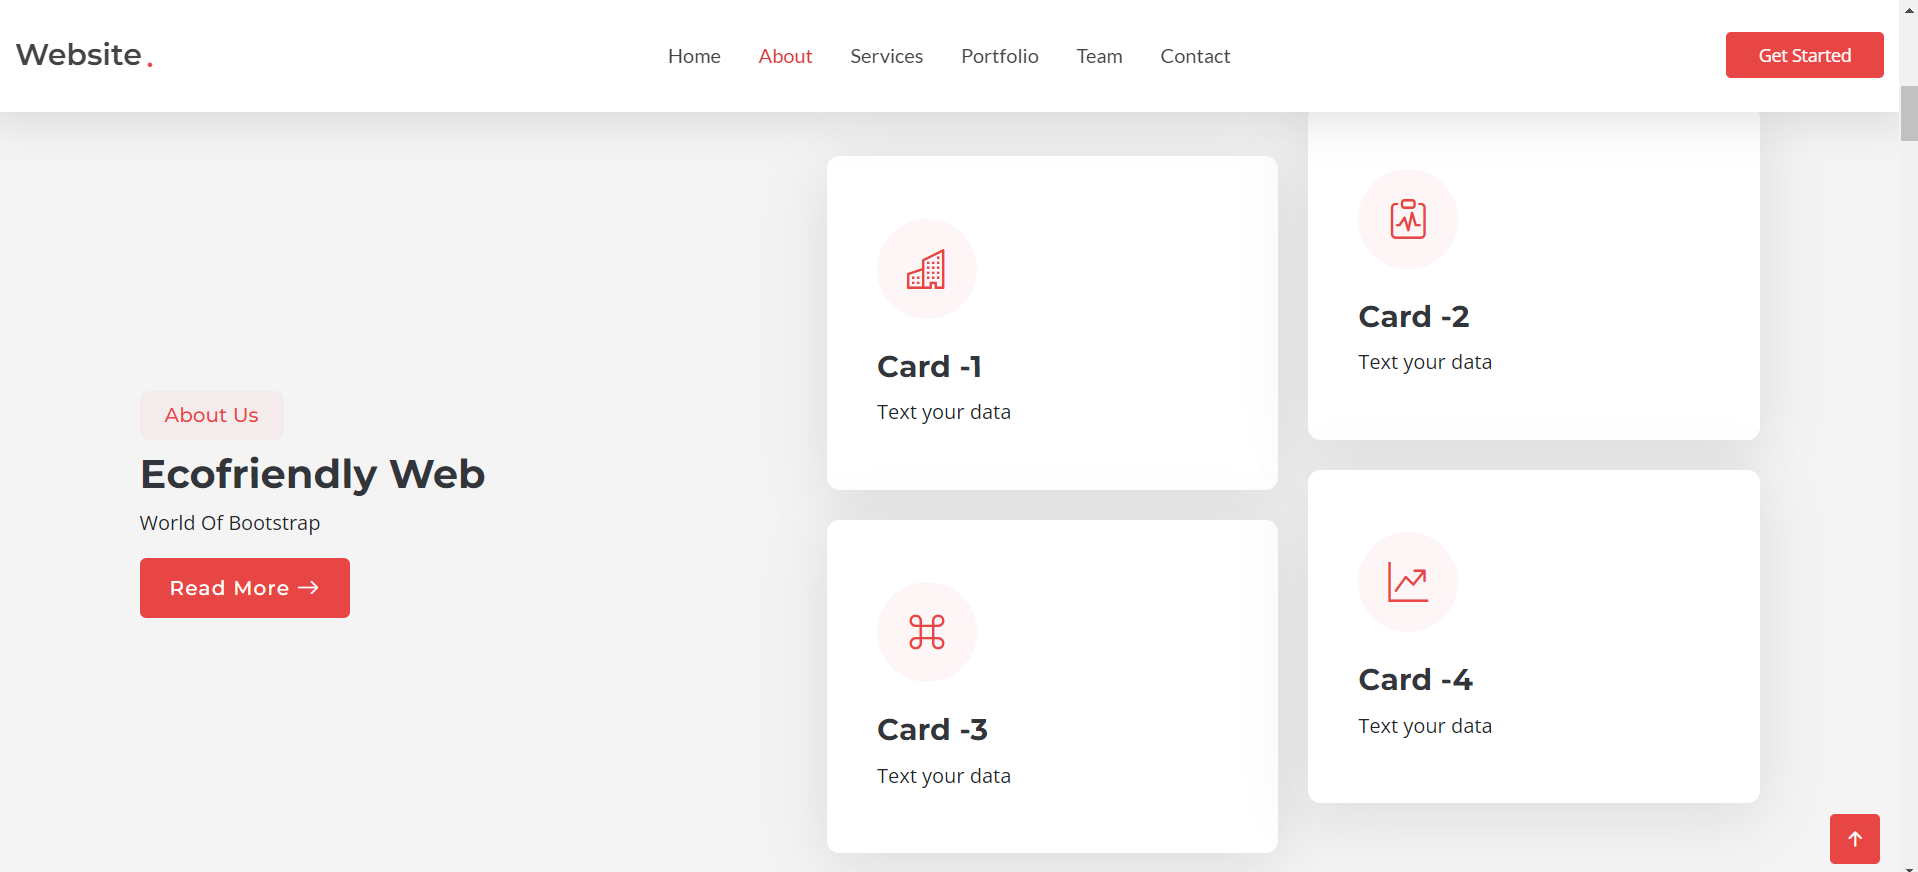 Website.
Home About Services Portfolio Team Contact
Get Started
About Us
Ecofriendly Web
World Of Bootstrap
Read More →
Card -1
Text your data
Card -2
Text your data
Card -3
Text your data
Card -4
Text your data